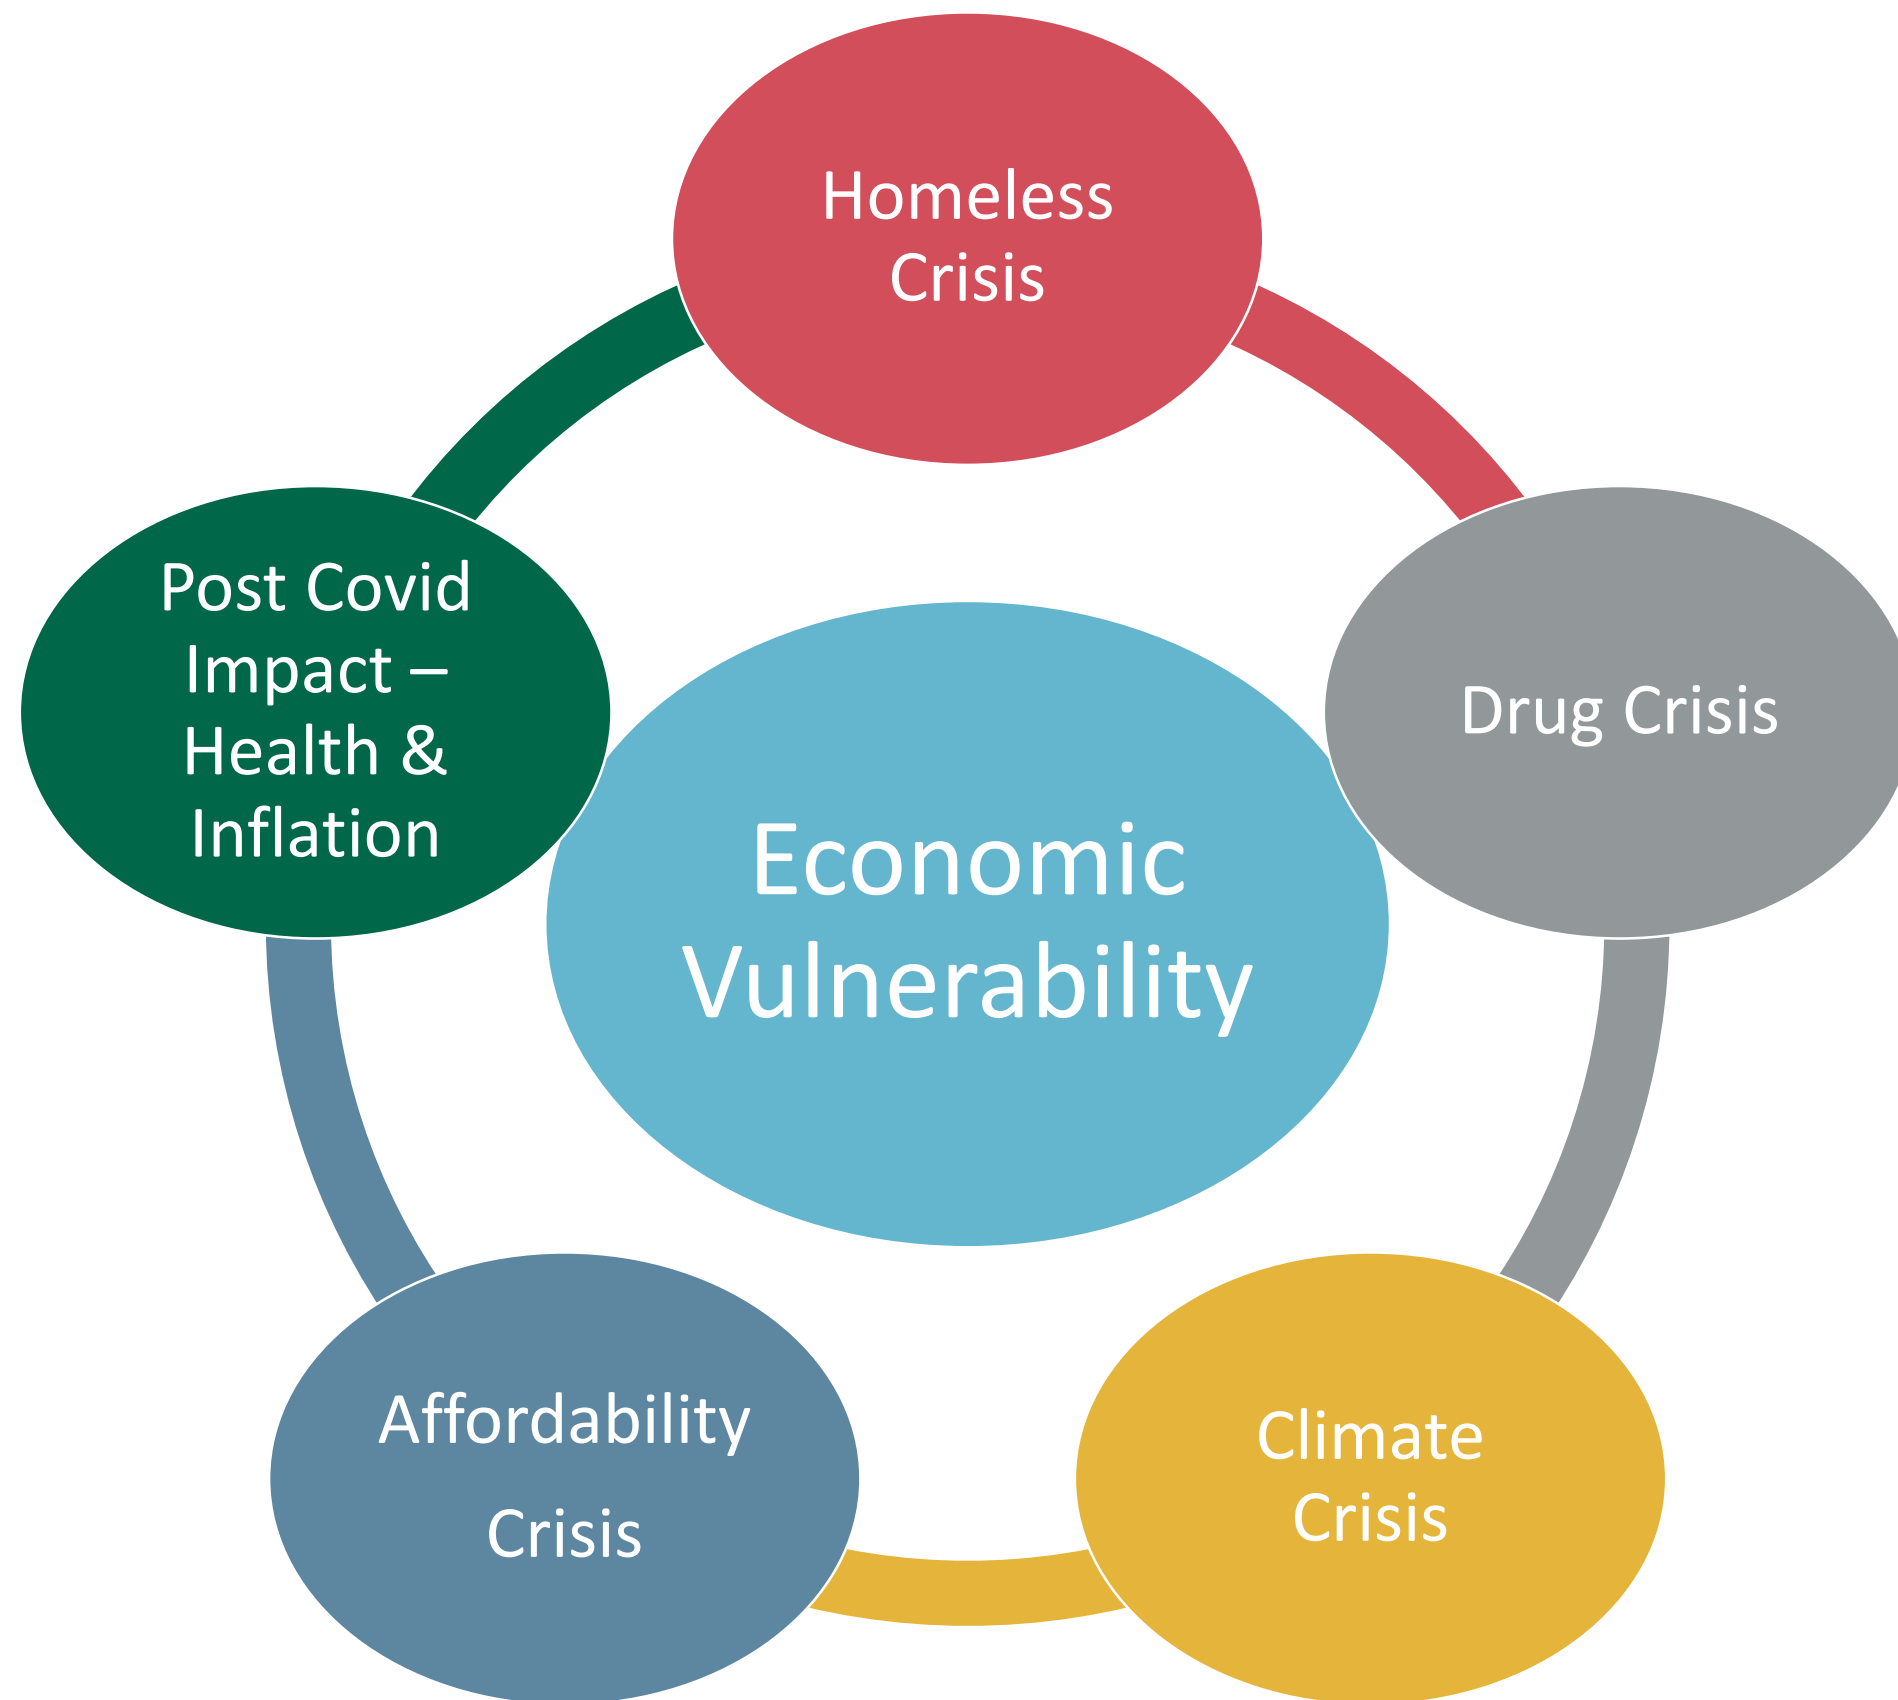 Homeless
Crisis
Post Covid
Impact –
Health &
Inflation
Drug Crisis
Economic
Vulnerability
Affordability
Crisis
Climate
Crisis